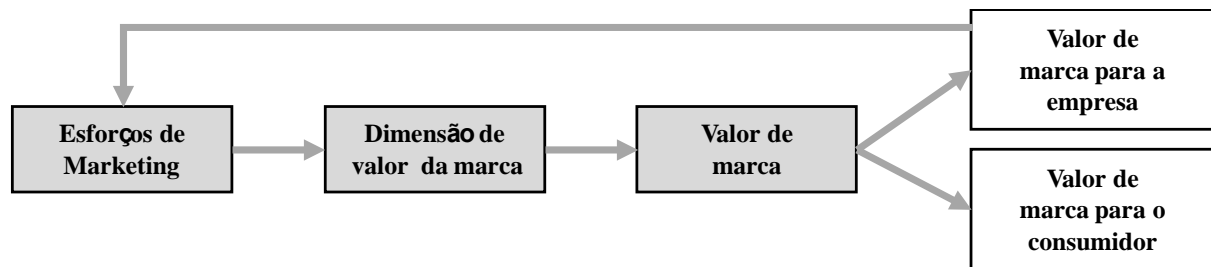 Esforços de
Marketing
Dimensão de
valor da marca
Valor de
marca
Valor de
marca para a
empresa
Valor de
marca para o
consumidor